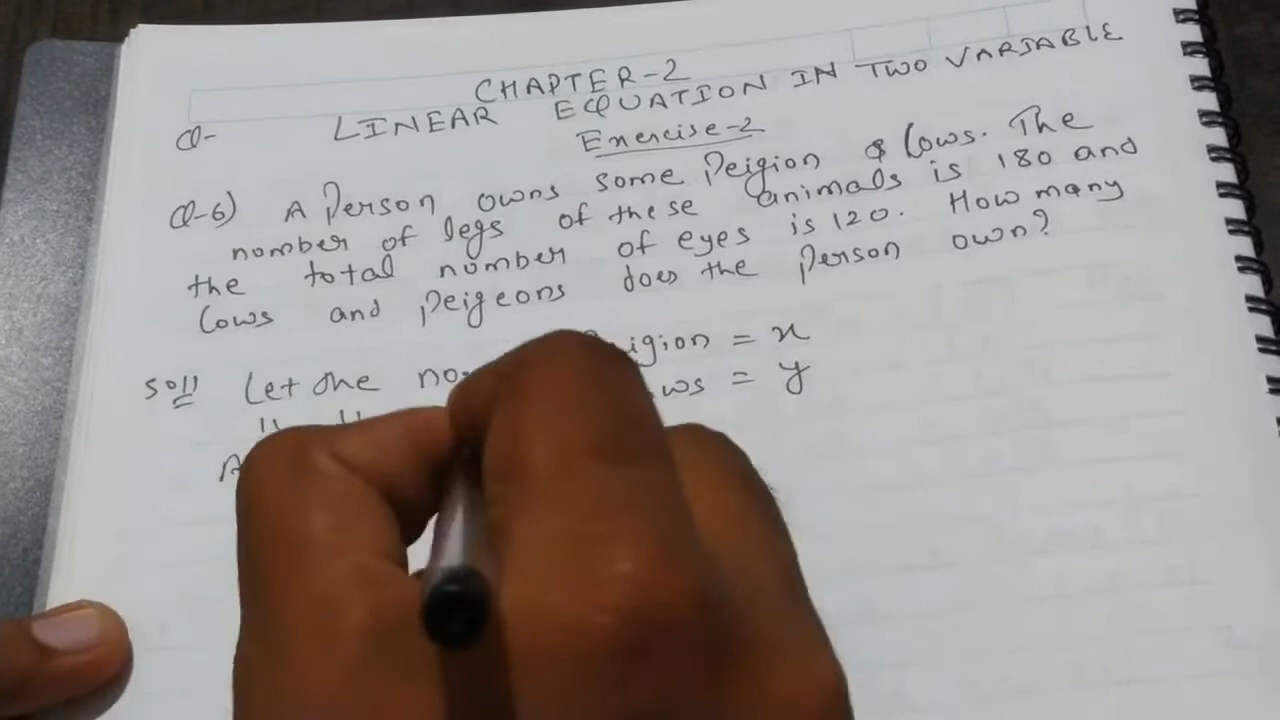 CHAPTER-2
Q- LINEAR EQUATION IN TWO VARIABLE
Exercise-2
Q-6) A Person owns some Peigion & Cows. The
number of legs of these animals is 180 and
the total number of eyes is 120. How many
Cows and peigeons does the person own?
Soll Let the no igion = x
ws = y
A